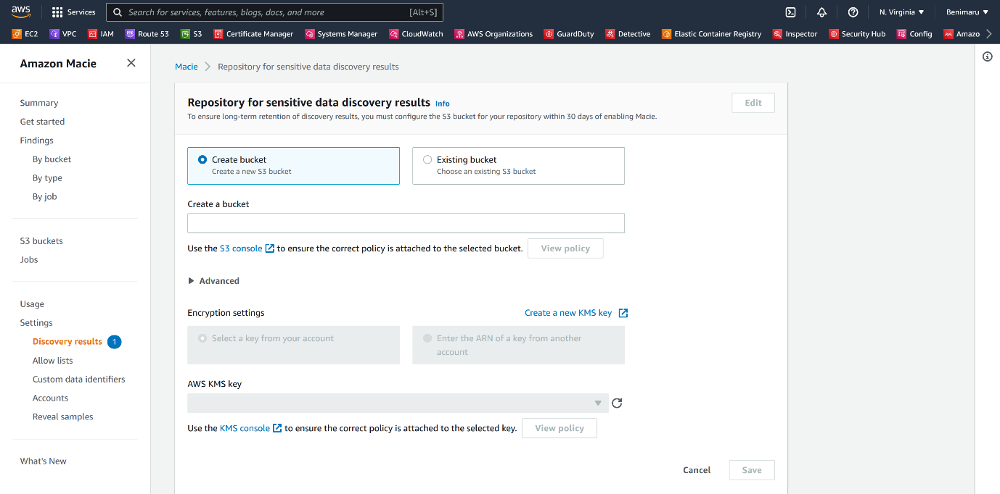 aws
Services
Search for services, features, blogs, docs, and more
[Alt+S]
N. Virginia
Benimaru
EC2
VPC
IAM
Route 53
S3
Certificate Manager
Systems Manager
CloudWatch
AWS Organizations
GuardDuty
Detective
Elastic Container Registry
Inspector
Security Hub
Config
Amazo
Amazon Macie
Summary
Get started
Findings
By bucket
By type
By job
S3 buckets
Jobs
Usage
Settings
Discovery results 1
Allow lists
Custom data identifiers
Accounts
Reveal samples
What's New
Macie
Repository for sensitive data discovery results
Repository for sensitive data discovery results Info
To ensure long-term retention of discovery results, you must configure the S3 bucket for your repository within 30 days of enabling Macie.
Edit
Create bucket
Create a new S3 bucket
Existing bucket
Choose an existing S3 bucket
Create a bucket
Use the S3 console to ensure the correct policy is attached to the selected bucket.
View policy
Advanced
Encryption settings
Create a new KMS key
Select a key from your account
Enter the ARN of a key from another
account
AWS KMS key
Use the KMS console to ensure the correct policy is attached to the selected key.
View policy
Cancel
Save